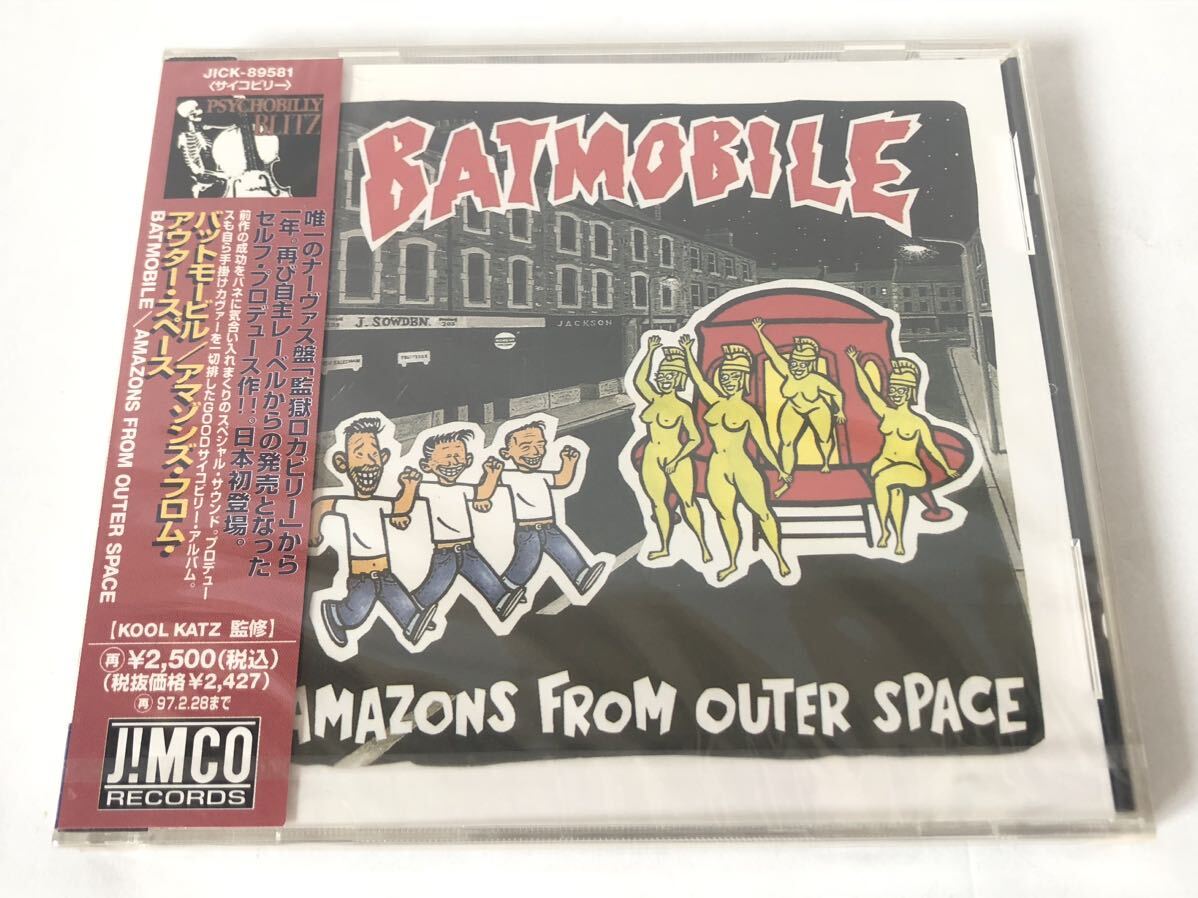 JICK-89581
〈サイコビリー〉
PSYCHOBILLY
BLITZ
唯一のナーヴァス盤「監獄ロカビリー」から
一年。再び自主レーベルからの発売となった
セルフ・プロデュース作!!。日本初登場。
前作の成功をバネに気合い入れまくりのスペシャル・サウンド。プロデュー
スも自ら手掛けカヴァーを一切排したGOODサイコビリー・アルバム。
バットモービル／アマゾンズ・フロム・
アウター・スペース
BATMOBILE／AMAZONS FROM OUTER SPACE
【KOOL KATZ 監修】
再 ¥2,500(税込)
(税抜価格¥2,427)
再 97.2.28まで
J!MCO
RECORDS
BATMOBILE
J. SOWDEN.
JACKSON
AMAZONS FROM OUTER SPACE